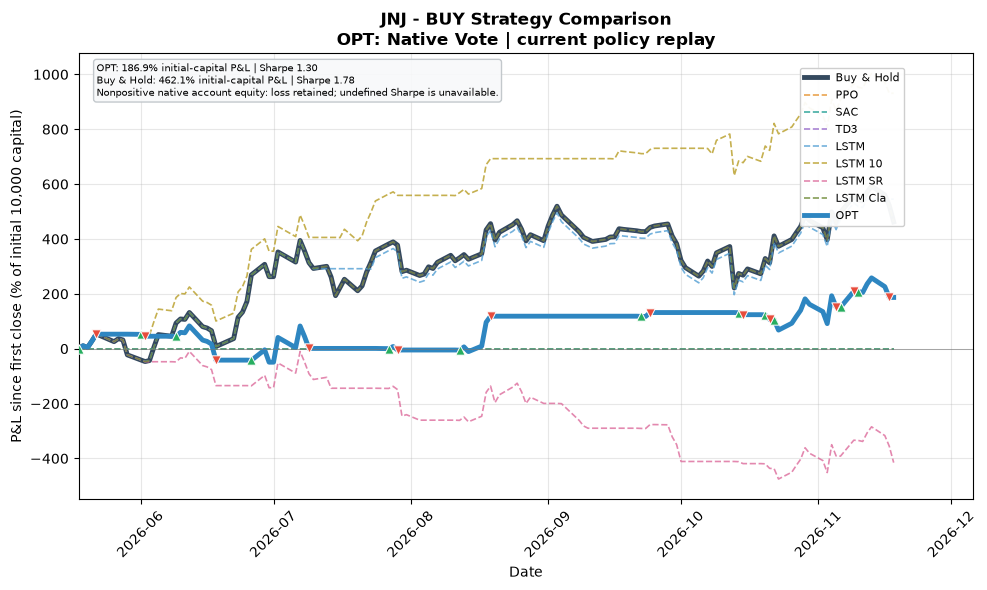 JNJ - BUY Strategy Comparison
OPT: Native Vote | current policy replay
OPT: 186.9% initial-capital P&L | Sharpe 1.30
Buy & Hold: 462.1% initial-capital P&L | Sharpe 1.78
Nonpositive native account equity: loss retained; undefined Sharpe is unavailable.
Buy & Hold
PPO
SAC
TD3
LSTM
LSTM 10
LSTM SR
LSTM Cla
OPT
P&L since first close (% of initial 10,000 capital)
1000
800
600
400
200
0
−200
−400
2026-06
2026-07
2026-08
2026-09
2026-10
2026-11
2026-12
Date